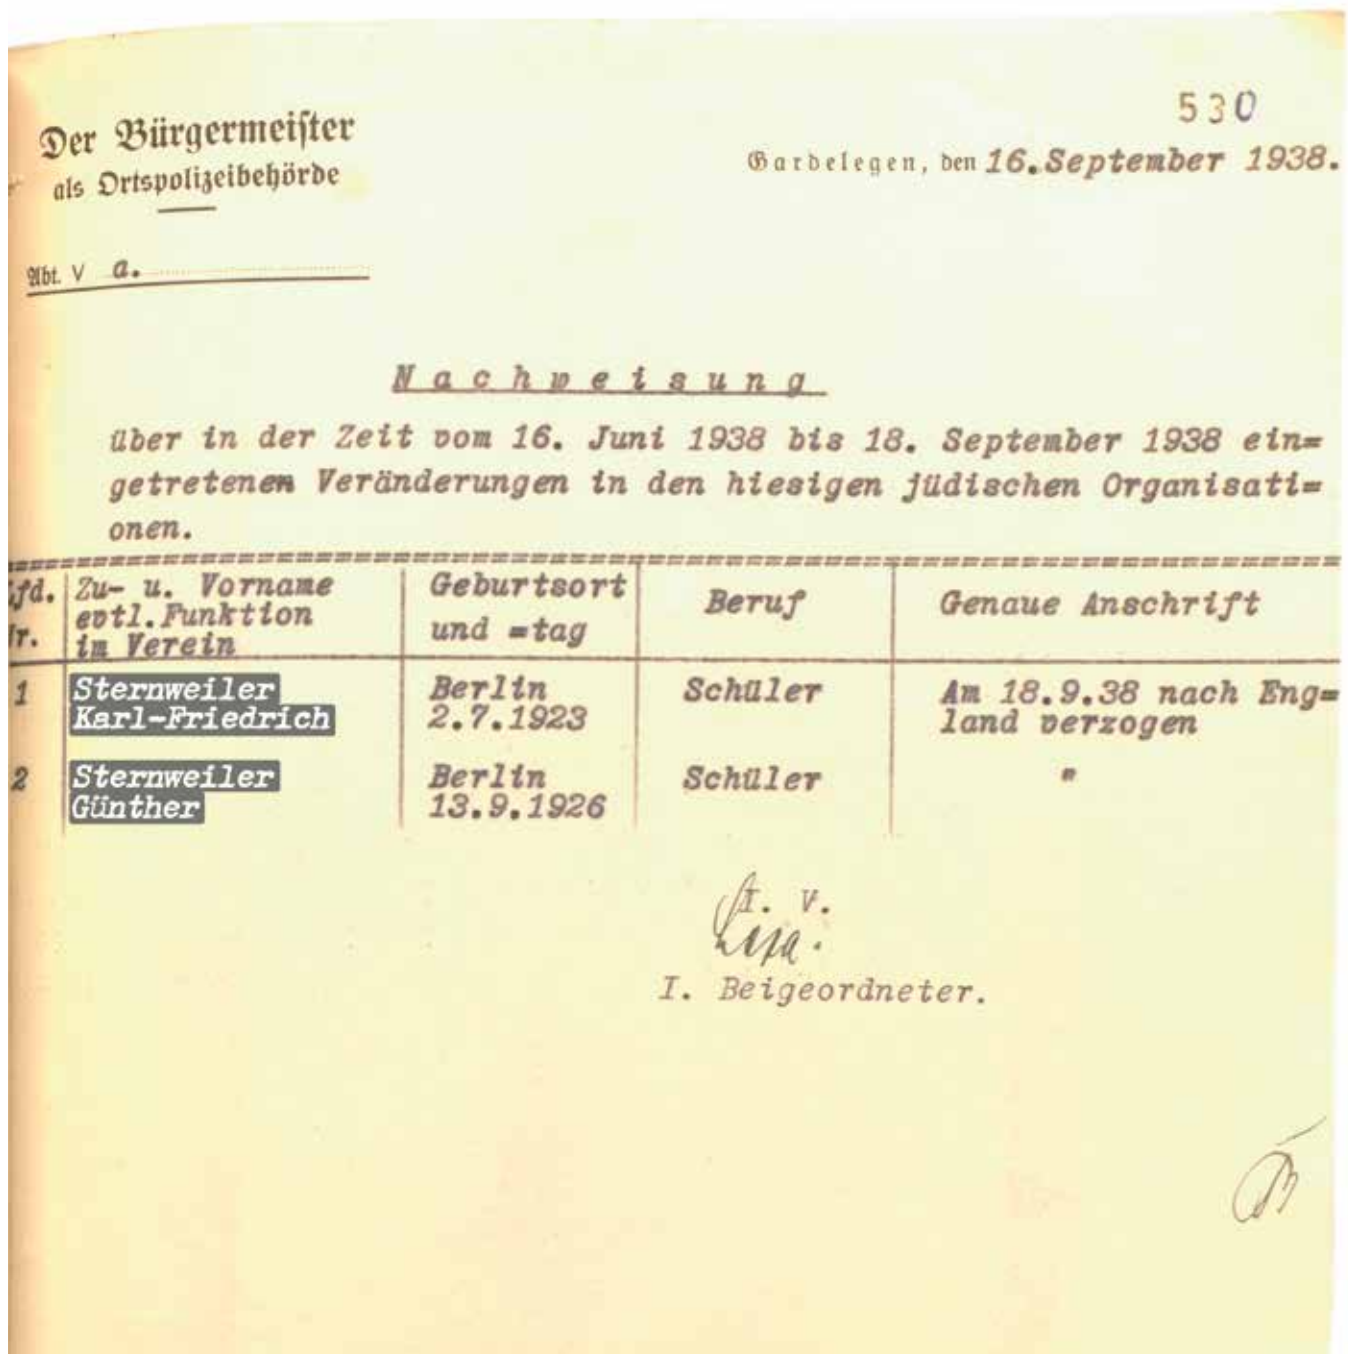 530
Der Bürgermeister
als Ortspolizeibehörde
Gardelegen, den 16.September 1938.
Abt. V a.
Nachweisung
über in der Zeit vom 16. Juni 1938 bis 18. September 1938 ein=
getretenen Veränderungen in den hiesigen jüdischen Organisati=
onen.
fd. Zu- u. Vorname Geburtsort Beruf Genaue Anschrift
r. evtl.Funktion und =tag
im Verein
1 Sternweiler Berlin Schüler Am 18.9.38 nach Eng=
Karl-Friedrich 2.7.1923 land verzogen
2 Sternweiler Berlin Schüler "
Günther 13.9.1926
I. V.
I. Beigeordneter.